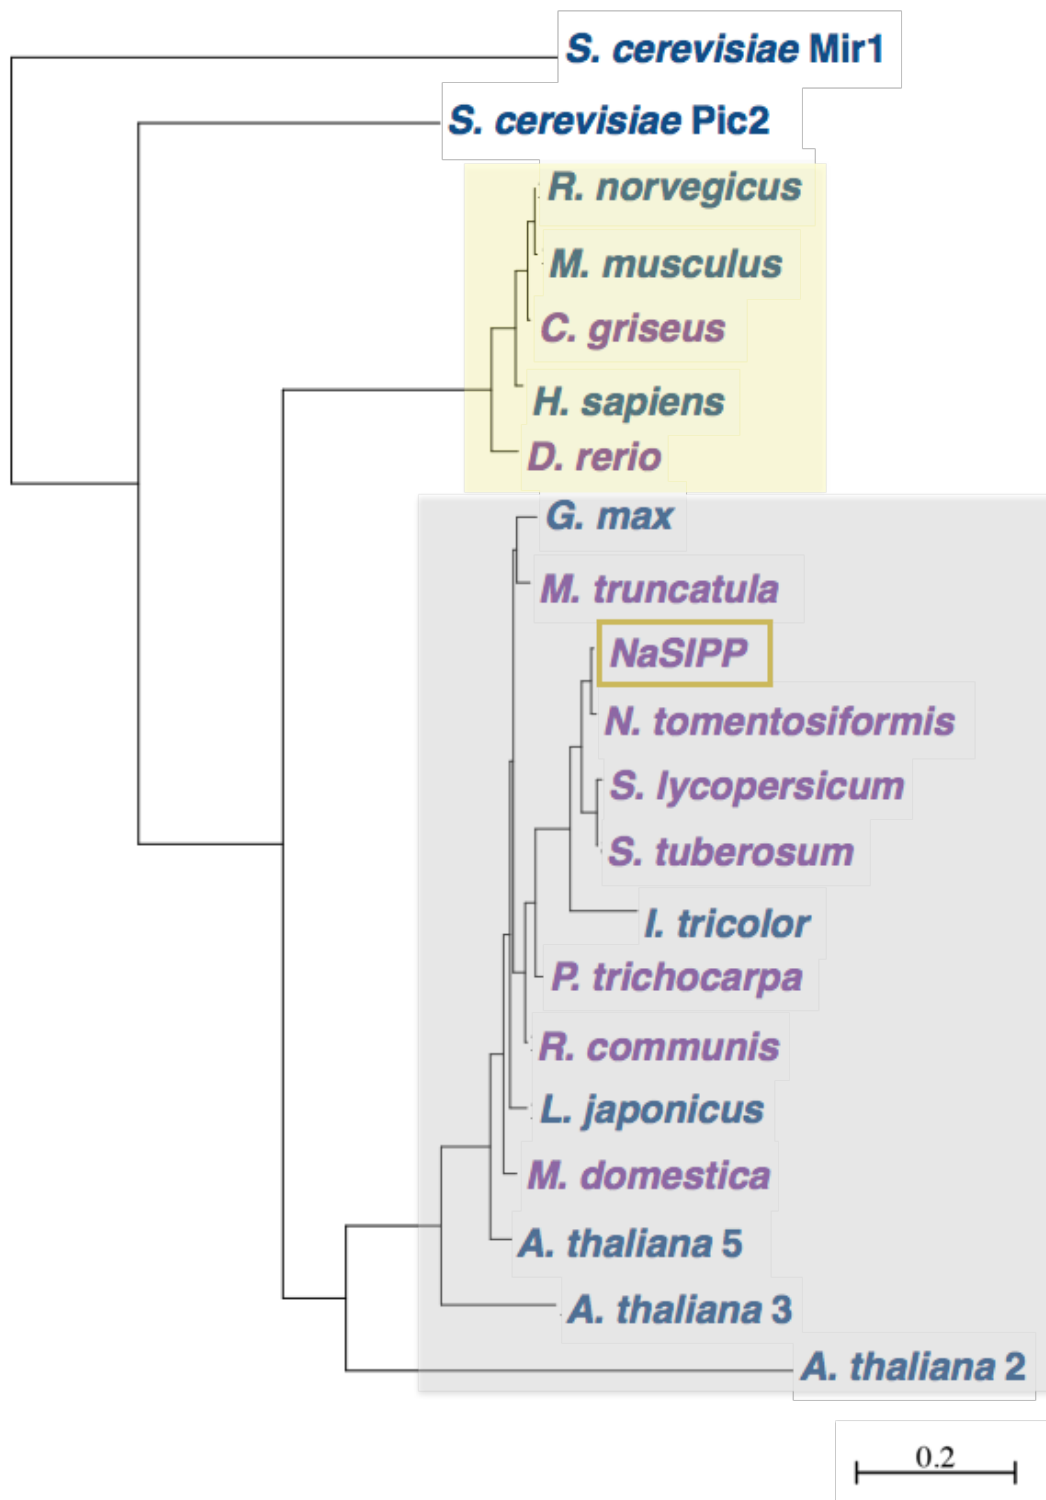 S. cerevisiae Mir1
S. cerevisiae Pic2
R. norvegicus
M. musculus
C. griseus
H. sapiens
D. rerio
G. max
M. truncatula
NaSIPP
N. tomentosiformis
S. lycopersicum
S. tuberosum
I. tricolor
P. trichocarpa
R. communis
L. japonicus
M. domestica
A. thaliana 5
A. thaliana 3
A. thaliana 2
0.2